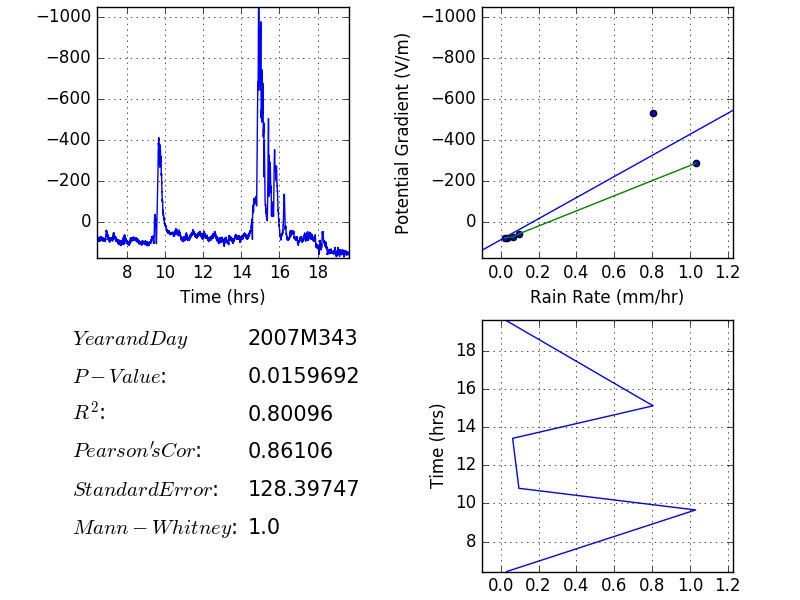 −1000
−800
−600
−400
−200
0
8 10 12 14 16 18
Time (hrs)
−1000
−800
−600
−400
−200
0
Potential Gradient (V/m)
0.0 0.2 0.4 0.6 0.8 1.0 1.2
Rain Rate (mm/hr)
YearandDay 2007M343
P − Value: 0.0159692
R²: 0.80096
Pearson'sCor: 0.86106
StandardError: 128.39747
Mann − Whitney: 1.0
18
16
14
12
10
8
Time (hrs)
0.0 0.2 0.4 0.6 0.8 1.0 1.2